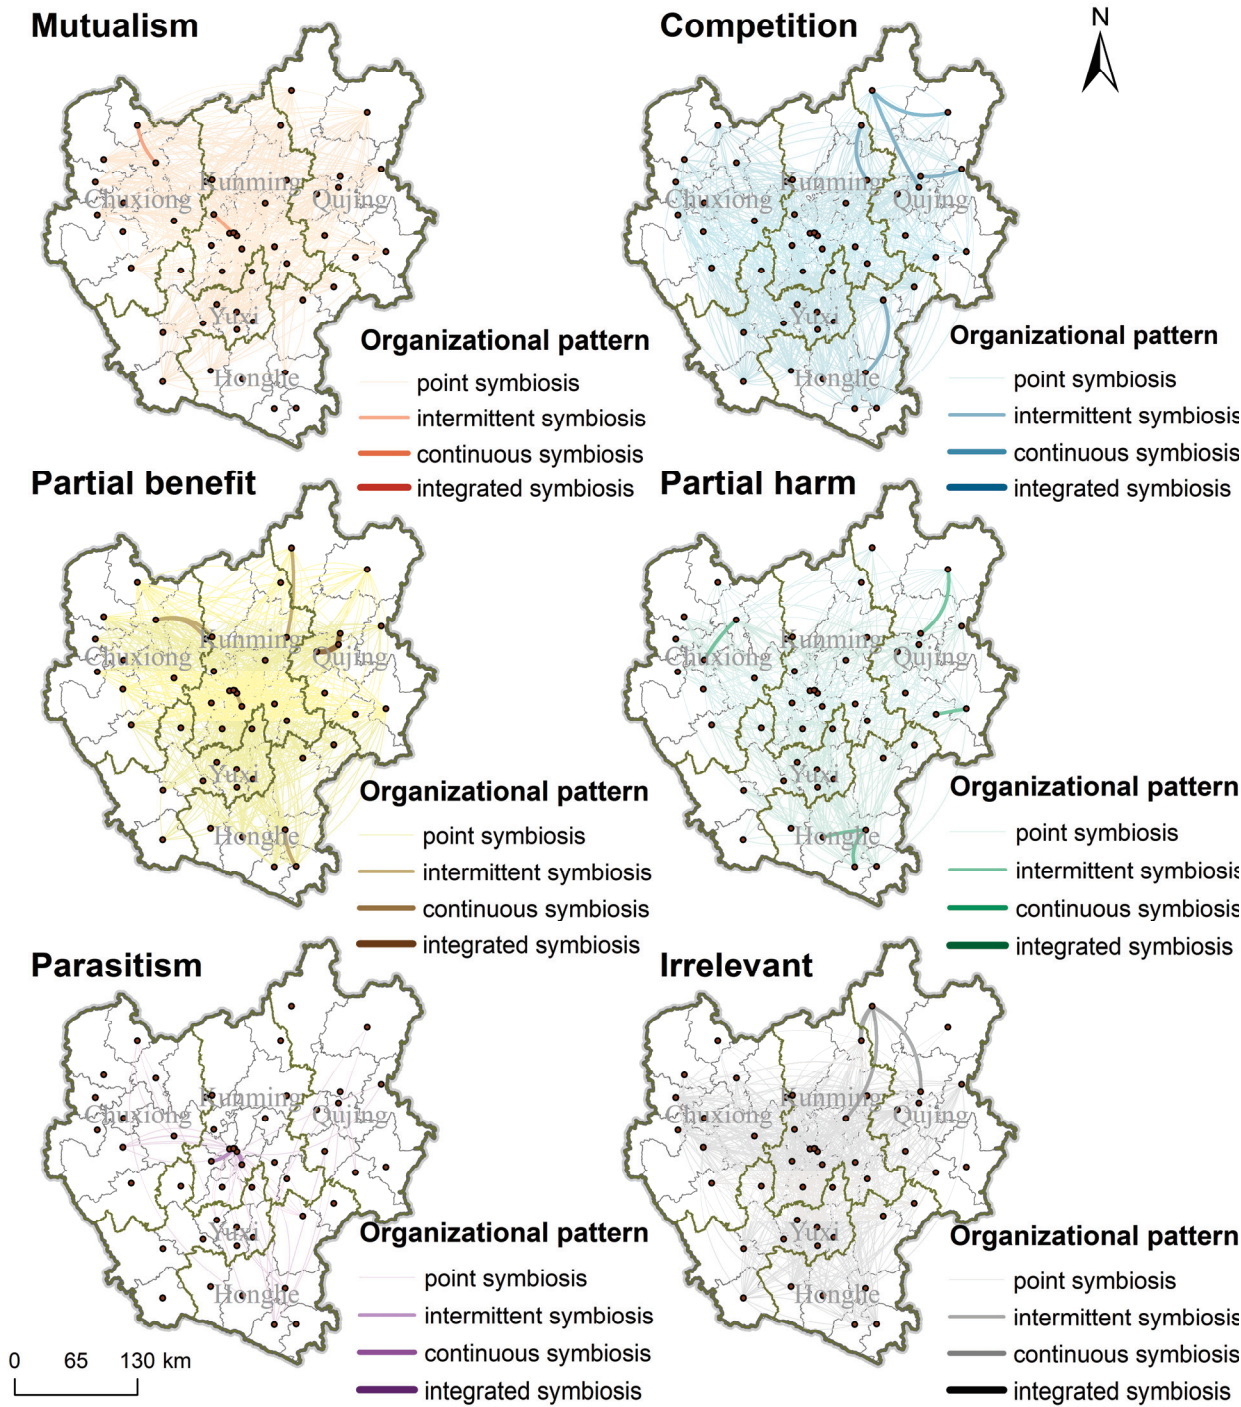 Mutualism
Competition
N
Kunming
Chuxiong
Qujing
Yuxi
Honghe
Organizational pattern
point symbiosis
intermittent symbiosis
continuous symbiosis
integrated symbiosis
Kunming
Chuxiong
Qujing
Yuxi
Honghe
Organizational pattern
point symbiosis
intermittent symbiosis
continuous symbiosis
integrated symbiosis
Partial benefit
Partial harm
Kunming
Chuxiong
Qujing
Yuxi
Honghe
Organizational pattern
point symbiosis
intermittent symbiosis
continuous symbiosis
integrated symbiosis
Kunming
Chuxiong
Qujing
Yuxi
Honghe
Organizational pattern
point symbiosis
intermittent symbiosis
continuous symbiosis
integrated symbiosis
Parasitism
Irrelevant
Kunming
Chuxiong
Qujing
Yuxi
Honghe
Organizational pattern
point symbiosis
intermittent symbiosis
continuous symbiosis
integrated symbiosis
Kunming
Chuxiong
Qujing
Yuxi
Honghe
Organizational pattern
point symbiosis
intermittent symbiosis
continuous symbiosis
integrated symbiosis
0 65 130 km